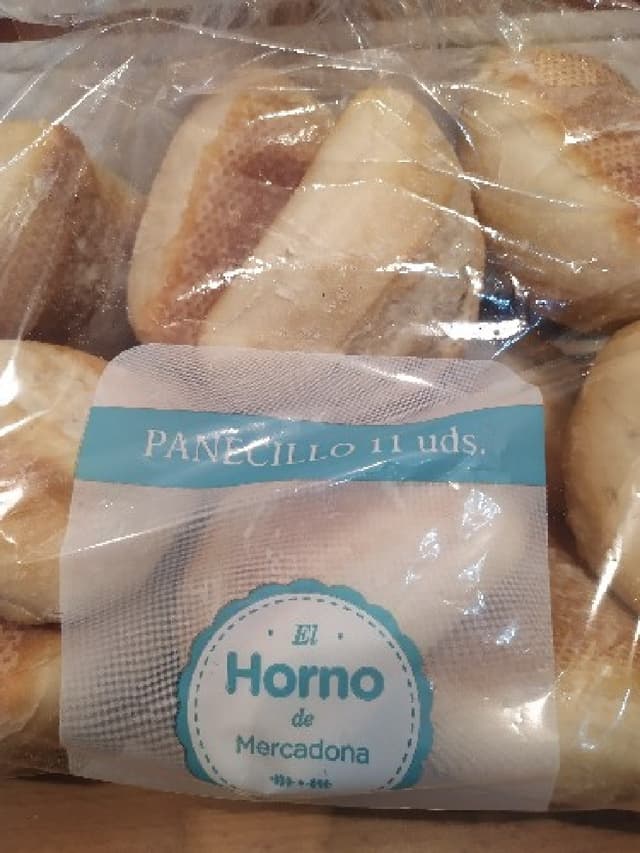 PANECILLO 11 uds.
El
Horno
de
Mercadona